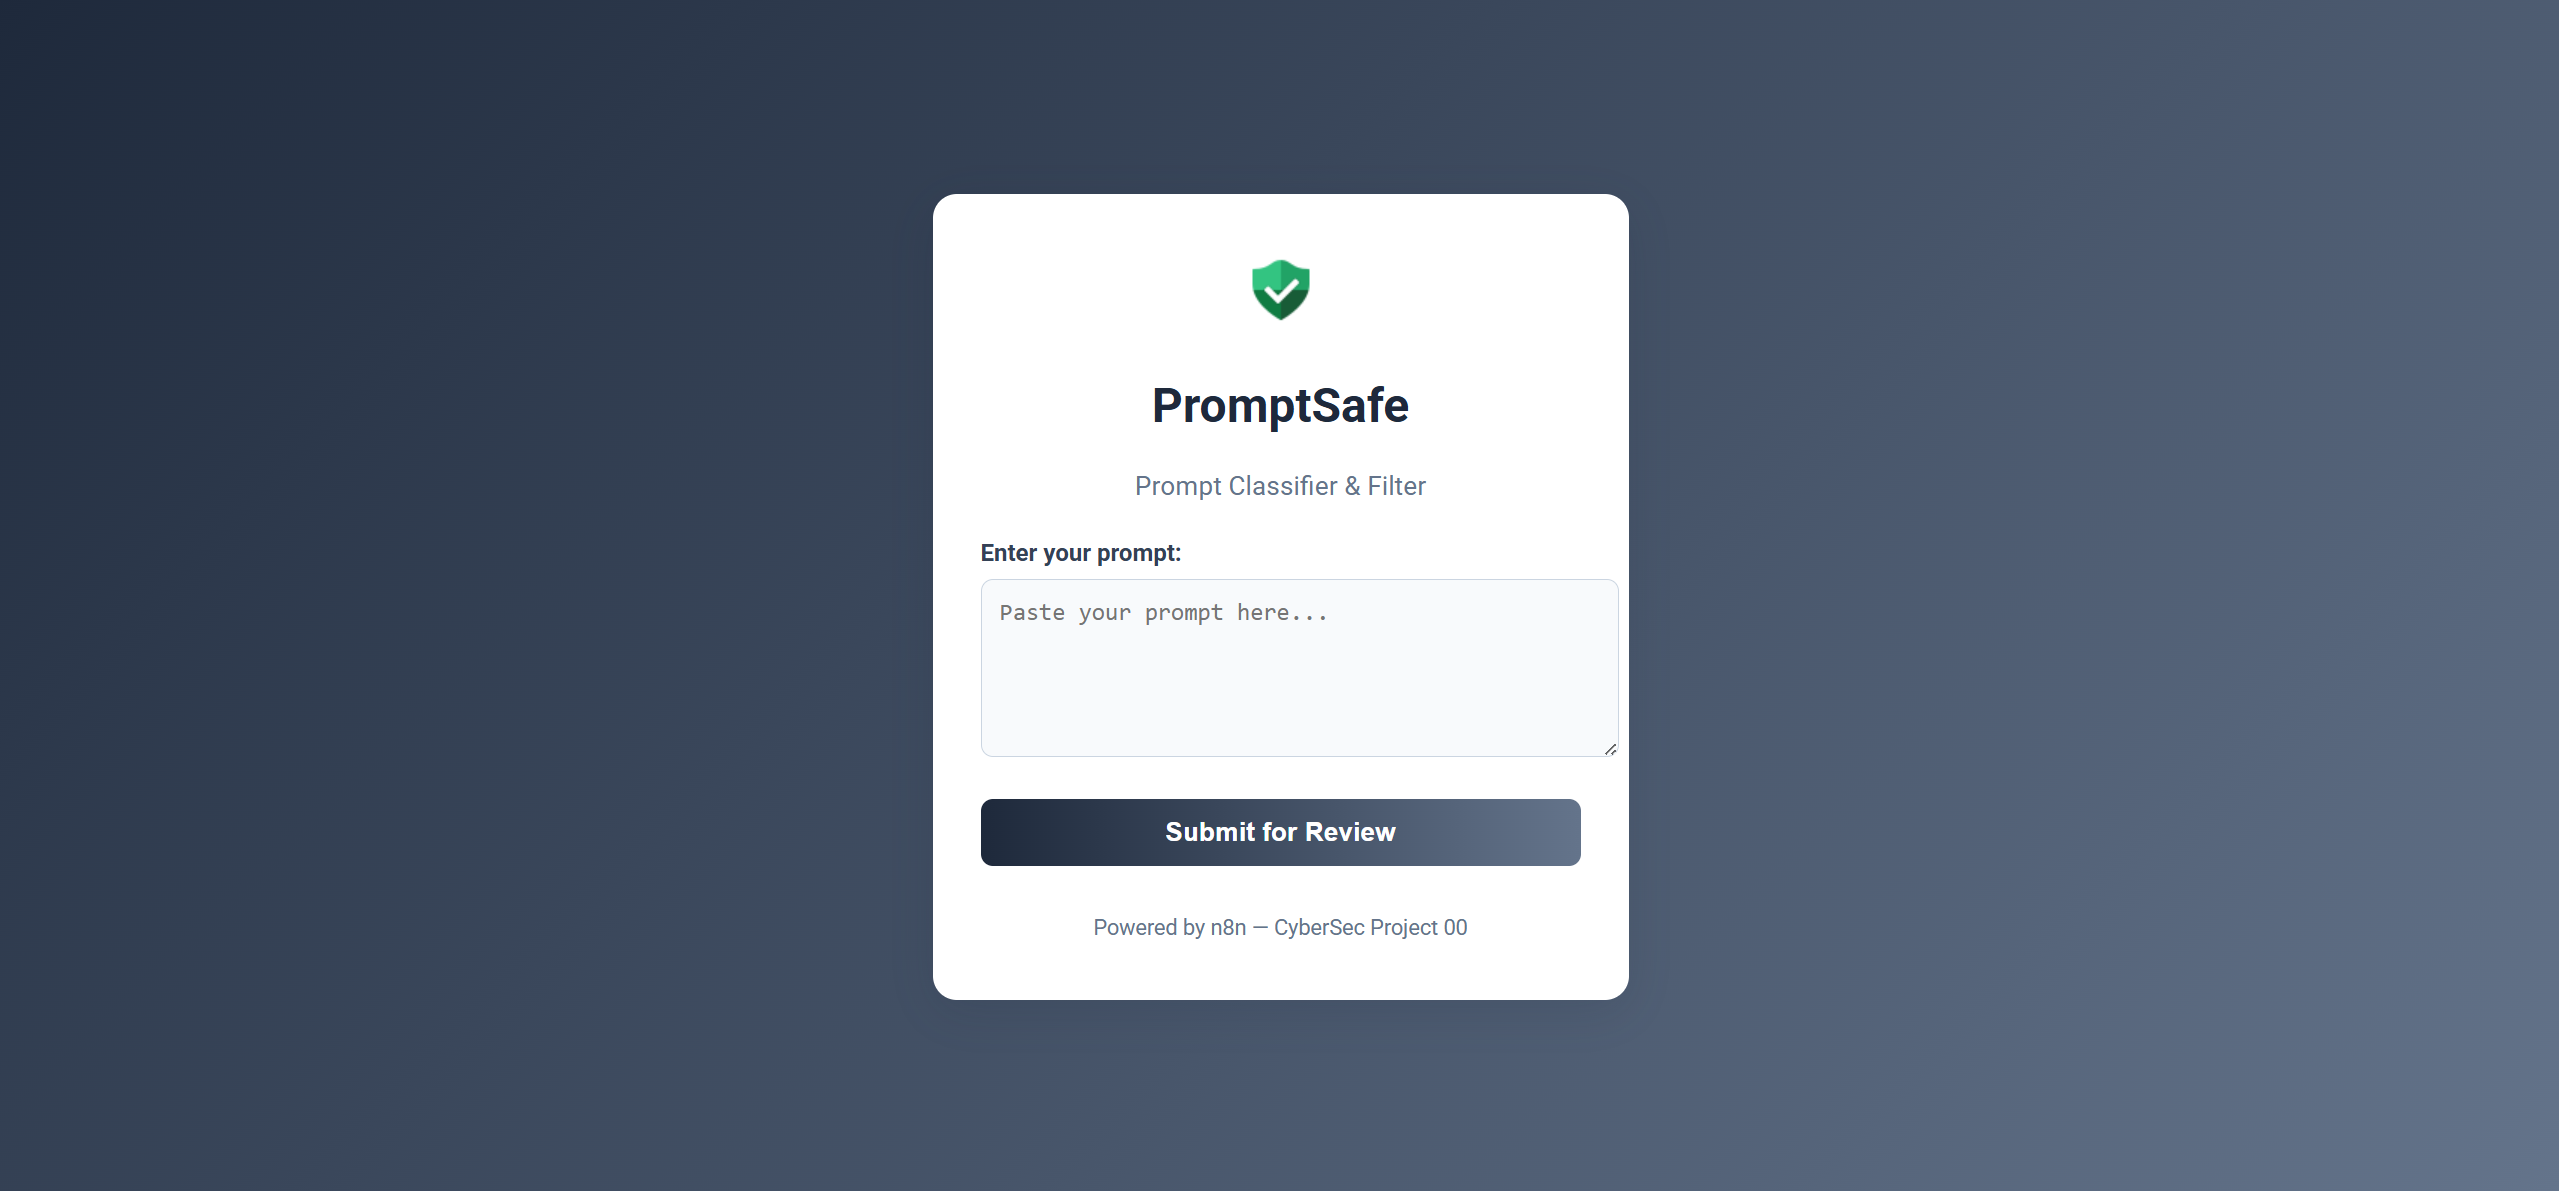 PromptSafe
Prompt Classifier & Filter
Enter your prompt:
Paste your prompt here...
Submit for Review
Powered by n8n — CyberSec Project 00